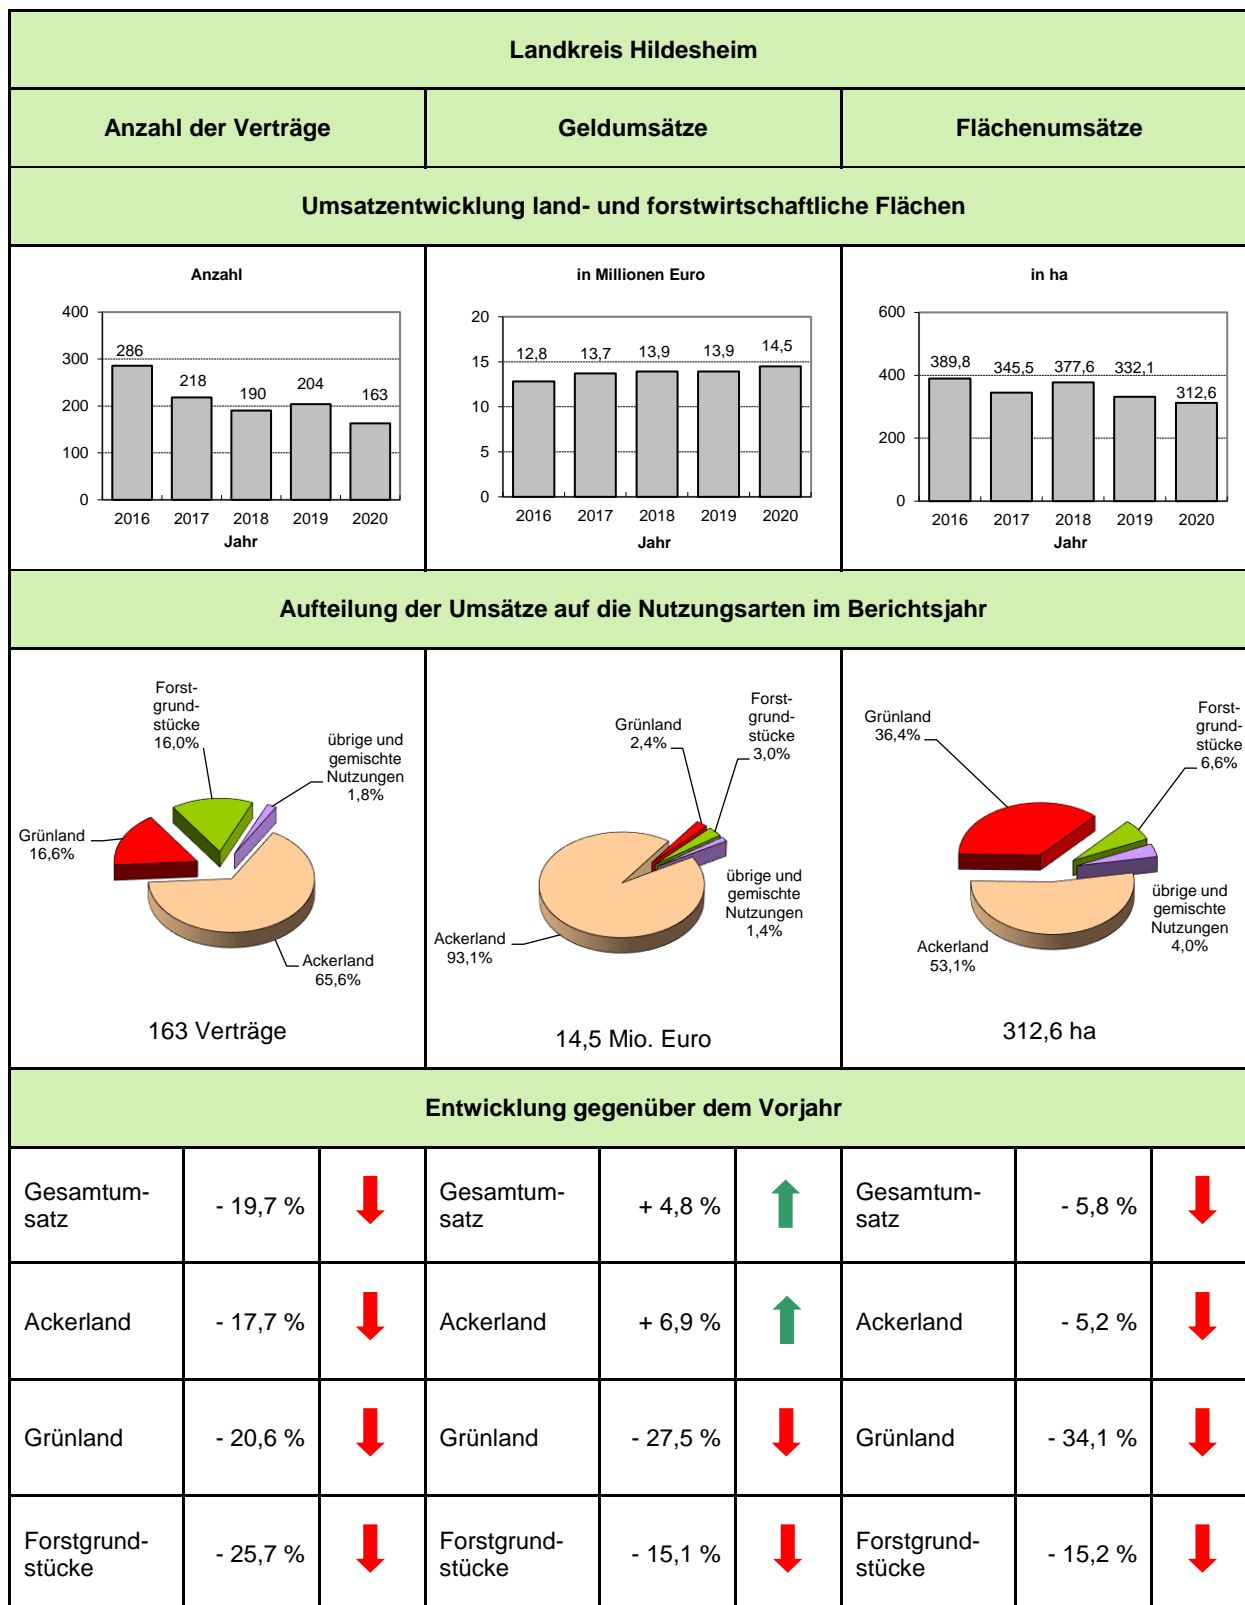 Landkreis Hildesheim
Anzahl der Verträge
Geldumsätze
Flächenumsätze
Umsatzentwicklung land- und forstwirtschaftliche Flächen
Anzahl
400
300
200
100
0
286
218
190
204
163
2016 2017 2018 2019 2020
Jahr
in Millionen Euro
20
15
10
5
0
12,8
13,7
13,9
13,9
14,5
2016 2017 2018 2019 2020
Jahr
in ha
600
400
200
0
389,8
345,5
377,6
332,1
312,6
2016 2017 2018 2019 2020
Jahr
Aufteilung der Umsätze auf die Nutzungsarten im Berichtsjahr
Forst-
grund-
stücke
16,0%
übrige und
gemischte
Nutzungen
1,8%
Grünland
16,6%
Ackerland
65,6%
163 Verträge
Grünland
2,4%
Forst-
grund-
stücke
3,0%
übrige und
gemischte
Nutzungen
1,4%
Ackerland
93,1%
14,5 Mio. Euro
Grünland
36,4%
Forst-
grund-
stücke
6,6%
übrige und
gemischte
Nutzungen
4,0%
Ackerland
53,1%
312,6 ha
Entwicklung gegenüber dem Vorjahr
Gesamtum-
satz
- 19,7 %
Gesamtum-
satz
+ 4,8 %
Gesamtum-
satz
- 5,8 %
Ackerland
- 17,7 %
Ackerland
+ 6,9 %
Ackerland
- 5,2 %
Grünland
- 20,6 %
Grünland
- 27,5 %
Grünland
- 34,1 %
Forstgrund-
stücke
- 25,7 %
Forstgrund-
stücke
- 15,1 %
Forstgrund-
stücke
- 15,2 %